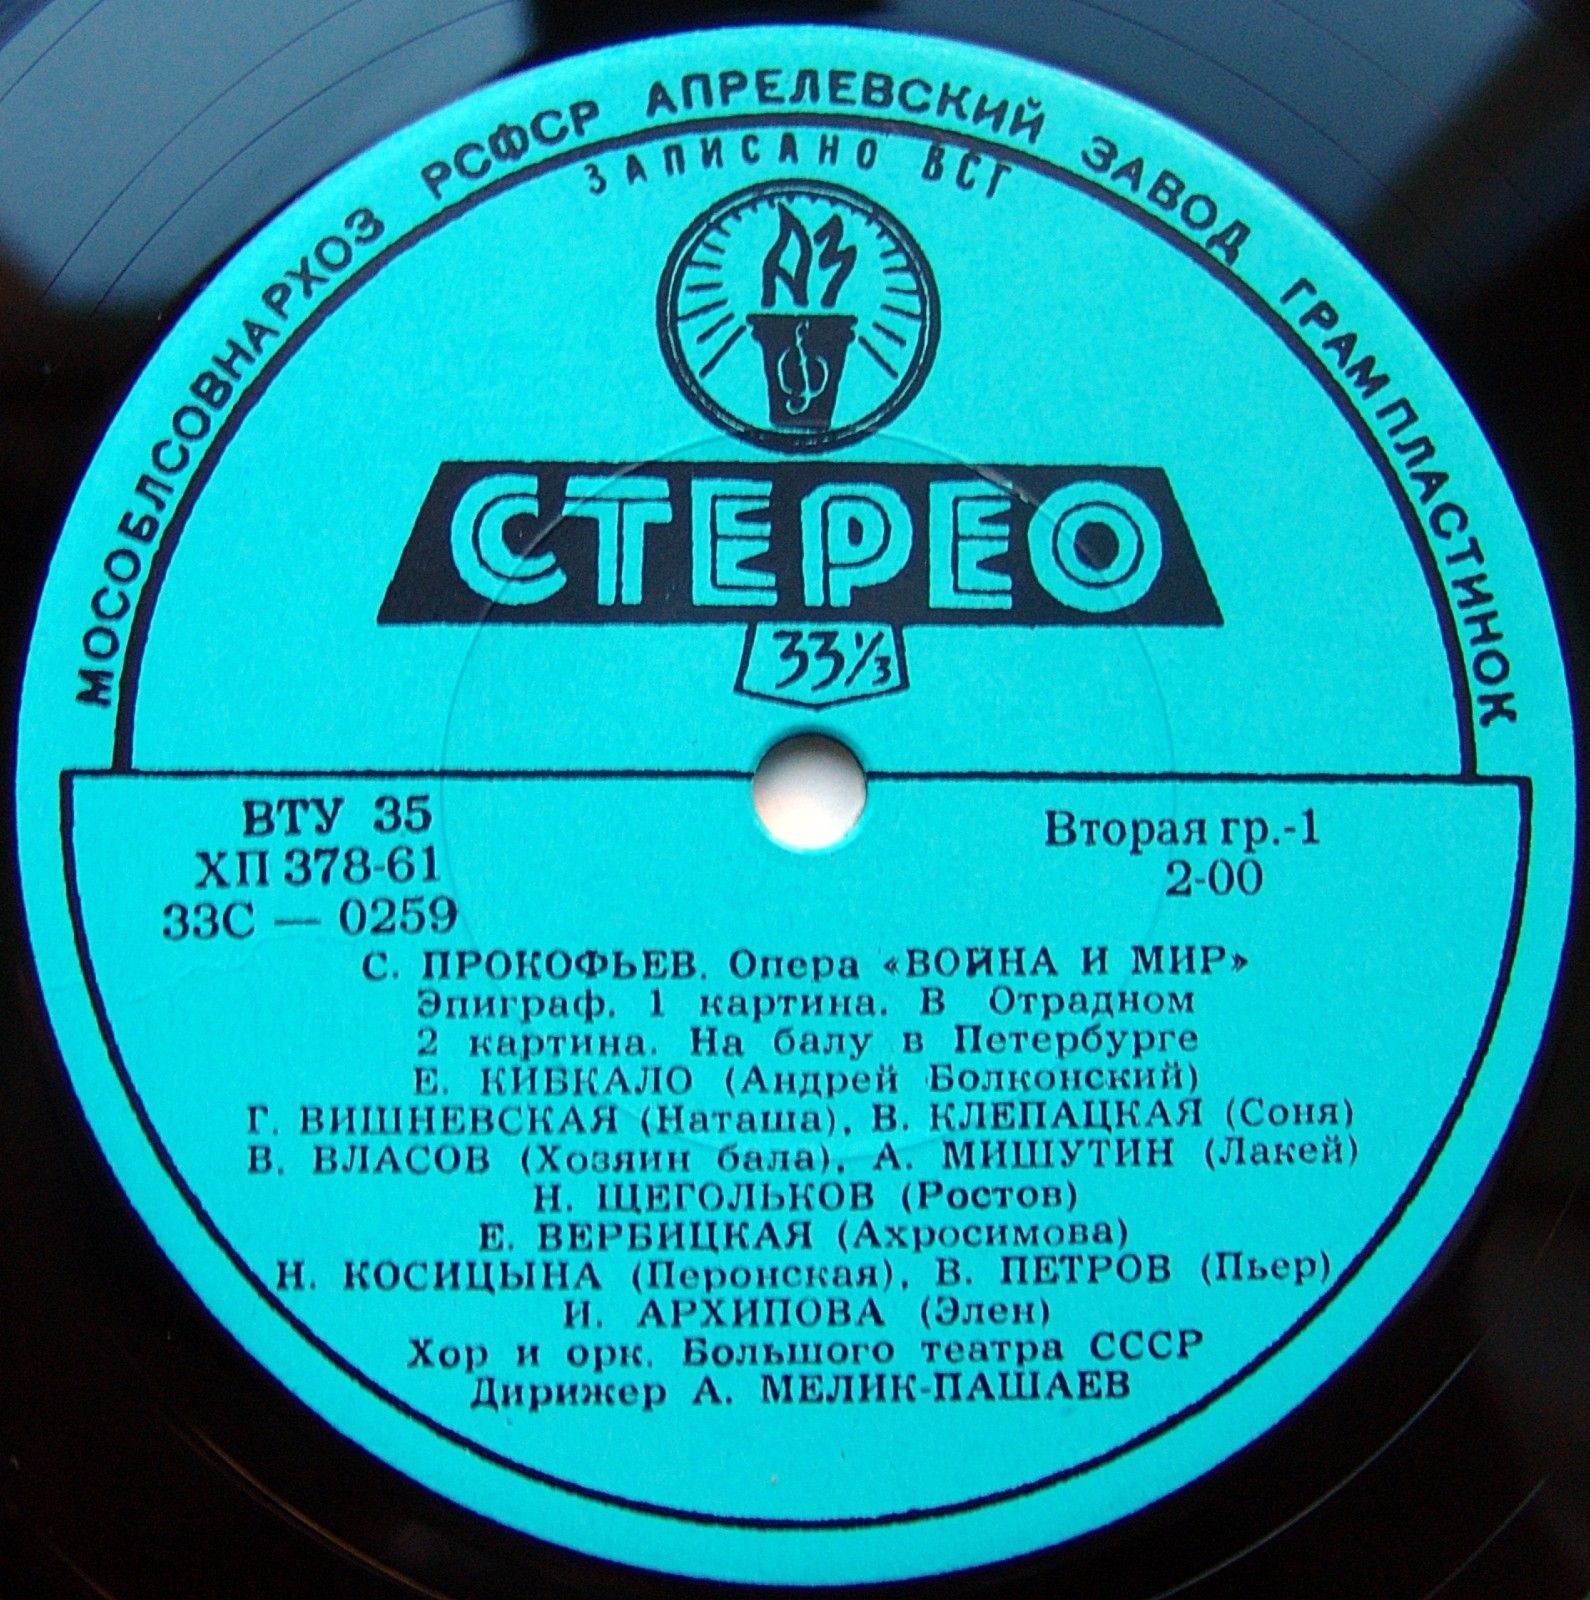 МОСОБЛСОВНАРХОЗ РСФСР АПРЕЛЕВСКИЙ ЗАВОД ГРАМПЛАСТИНОК
ЗАПИСАНО ВСГ
АЗ
СТЕРЕО
33⅓
ВТУ 35
ХП 378-61
33С — 0259
Вторая гр.-1
2-00
С. ПРОКОФЬЕВ. Опера «ВОЙНА И МИР»
Эпиграф. 1 картина. В Отрадном
2 картина. На балу в Петербурге
Е. КИБКАЛО (Андрей Болконский)
Г. ВИШНЕВСКАЯ (Наташа), В. КЛЕПАЦКАЯ (Соня)
В. ВЛАСОВ (Хозяин бала), А. МИШУТИН (Лакей)
Н. ЩЕГОЛЬКОВ (Ростов)
Е. ВЕРБИЦКАЯ (Ахросимова)
Н. КОСИЦЫНА (Перонская), В. ПЕТРОВ (Пьер)
И. АРХИПОВА (Элен)
Хор и орк. Большого театра СССР
Дирижер А. МЕЛИК-ПАШАЕВ